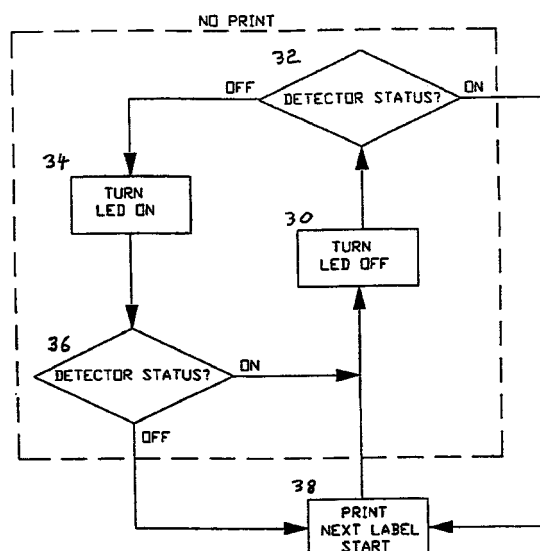 NO PRINT
32
OFF
DETECTOR STATUS?
ON
34
TURN
LED ON
30
TURN
LED OFF
36
DETECTOR STATUS?
ON
OFF
38
PRINT
NEXT LABEL
START